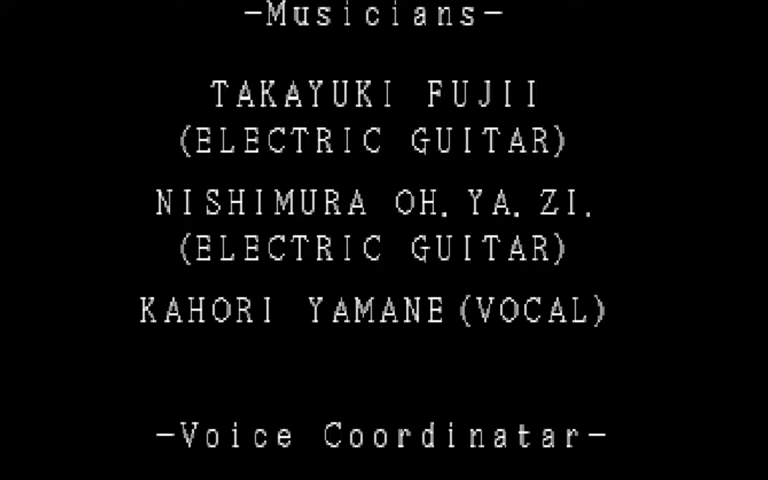 -Musicians-
TAKAYUKI FUJII
(ELECTRIC GUITAR)
NISHIMURA OH.YA.ZI.
(ELECTRIC GUITAR)
KAHORI YAMANE(VOCAL)
-Voice Coordinatar-